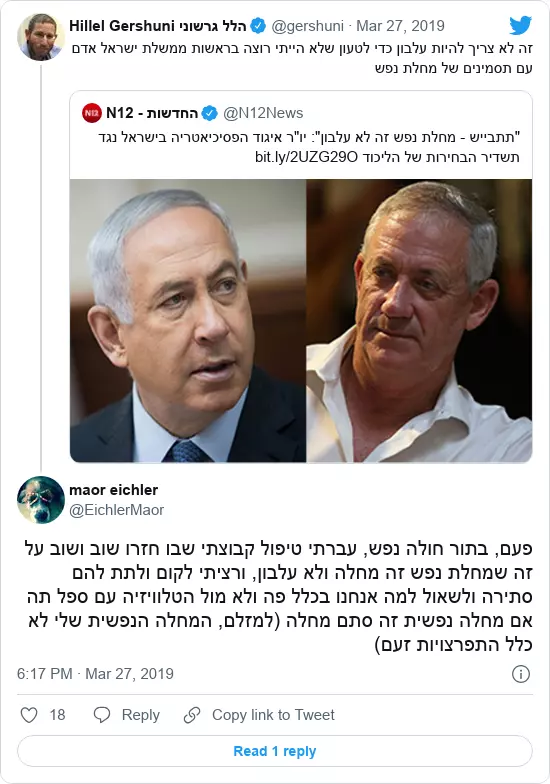 Hillel Gershuni הלל גרשוני @gershuni · Mar 27, 2019
זה לא צריך להיות עלבון כדי לטעון שלא הייתי רוצה בראשות ממשלת ישראל אדם
עם תסמינים של מחלת נפש
N12 החדשות - N12 @N12News
"תתבייש - מחלת נפש זה לא עלבון": יו"ר איגוד הפסיכיאטריה בישראל נגד
תשדיר הבחירות של הליכוד bit.ly/2UZG29O
maor eichler
@EichlerMaor
פעם, בתור חולה נפש, עברתי טיפול קבוצתי שבו חזרו שוב ושוב על
זה שמחלת נפש זה מחלה ולא עלבון, ורציתי לקום ולתת להם
סתירה ולשאול למה אנחנו בכלל פה ולא מול הטלוויזיה עם ספל תה
אם מחלה נפשית זה סתם מחלה (למזלם, המחלה הנפשית שלי לא
כלל התפרצויות זעם)
6:17 PM · Mar 27, 2019
18 Reply Copy link to Tweet
Read 1 reply